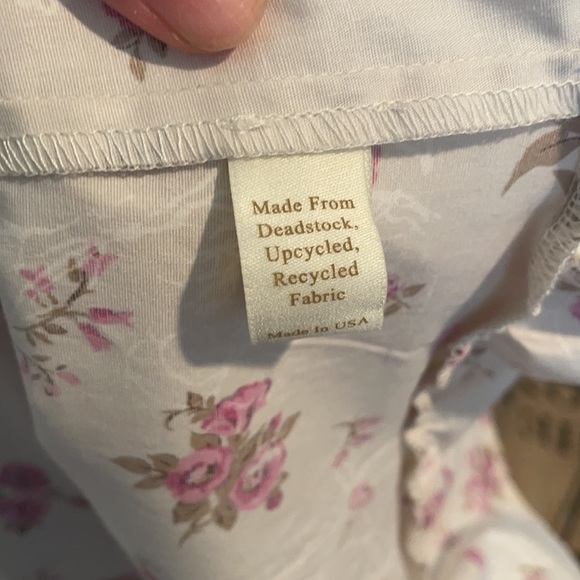 Made From
Deadstock,
Upcycled,
Recycled
Fabric
Made In USA